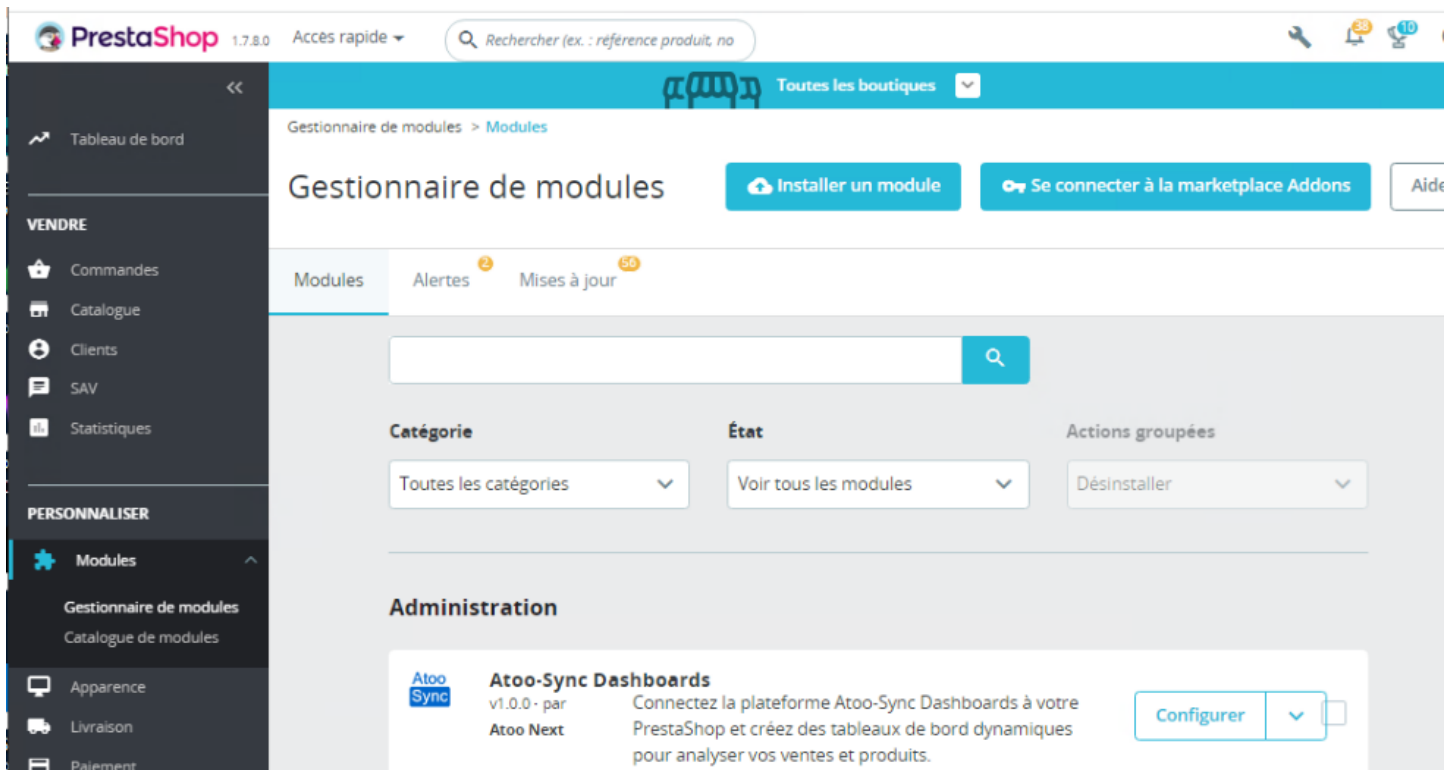 PrestaShop 1.7.8.0 Accès rapide Rechercher (ex. : référence produit, no 38 10
Toutes les boutiques
Tableau de bord
VENDRE
Commandes
Catalogue
Clients
SAV
Statistiques
PERSONNALISER
Modules
Gestionnaire de modules
Catalogue de modules
Apparence
Livraison
Paiement
Gestionnaire de modules > Modules
Gestionnaire de modules Installer un module Se connecter à la marketplace Addons Aide
Modules Alertes 2 Mises à jour 56
Catégorie État Actions groupées
Toutes les catégories Voir tous les modules Désinstaller
Administration
Atoo
Sync
Atoo-Sync Dashboards
v1.0.0 - par
Atoo Next
Connectez la plateforme Atoo-Sync Dashboards à votre
PrestaShop et créez des tableaux de bord dynamiques
pour analyser vos ventes et produits.
Configurer